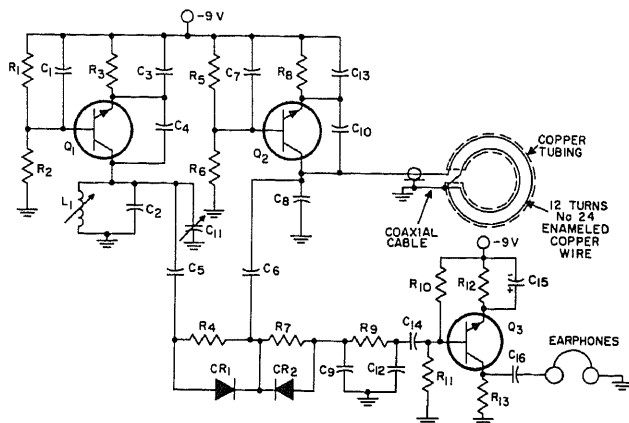 -9 V
R1
C1
R3
C3
R5
C7
R8
C13
C4
C10
Q1
Q2
R2
R6
COPPER
TUBING
L1
C2
C11
C8
COAXIAL
CABLE
12 TURNS
No 24
ENAMELED
COPPER
WIRE
-9V
C5
C6
R10
R12
C15
-
+
R4
R7
R9
C14
Q3
EARPHONES
CR1
CR2
C9
C12
R11
C16
R13